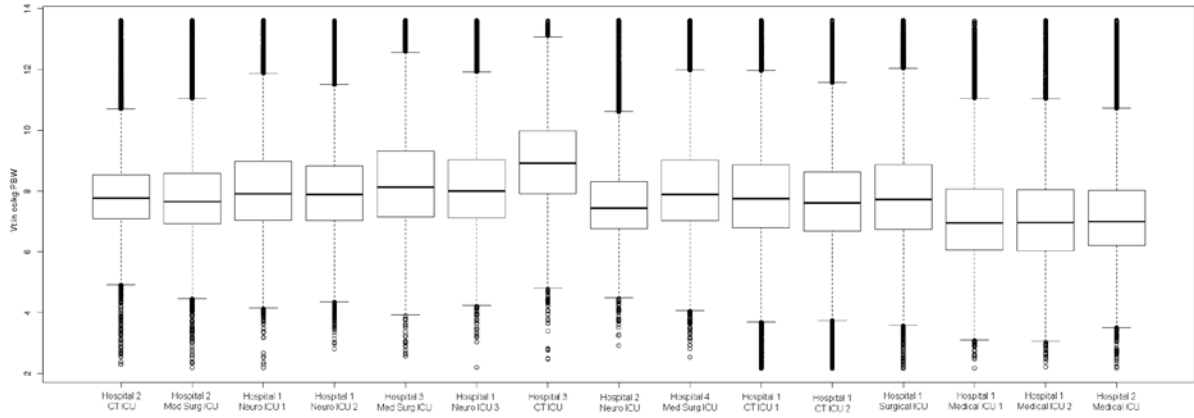 14
12
10
8
6
4
2
Vt in cc/kg PBW
Hospital 2
CT ICU
Hospital 2
Med Surg ICU
Hospital 1
Neuro ICU 1
Hospital 1
Neuro ICU 2
Hospital 3
Med Surg ICU
Hospital 1
Neuro ICU 3
Hospital 3
CT ICU
Hospital 2
Neuro ICU
Hospital 4
Med Surg ICU
Hospital 1
CT ICU 1
Hospital 1
CT ICU 2
Hospital 1
Surgical ICU
Hospital 1
Medical ICU 1
Hospital 1
Medical ICU 2
Hospital 2
Medical ICU